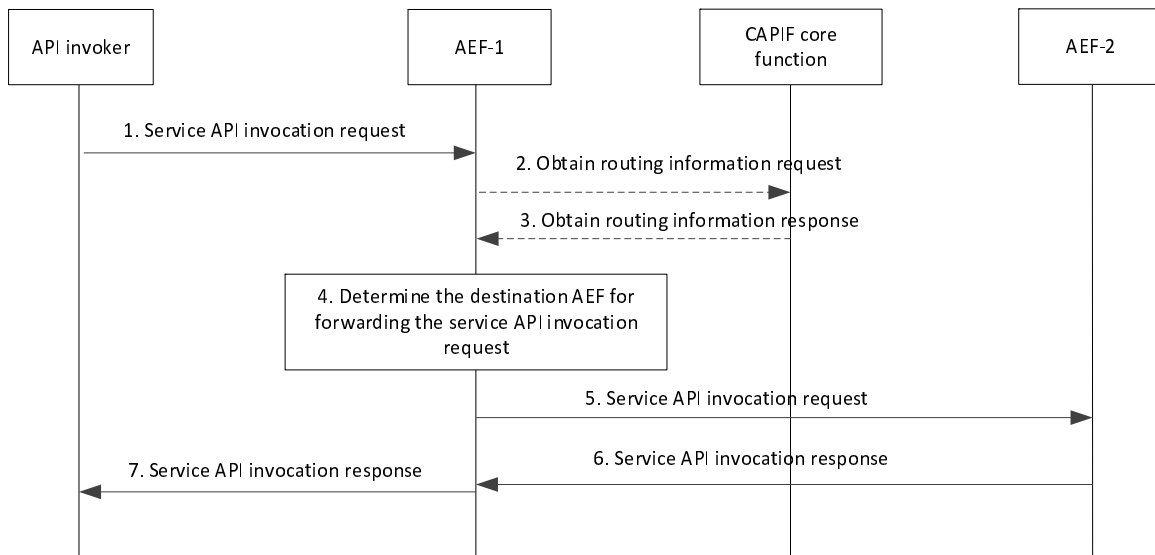 API invoker
AEF-1
CAPIF core
function
AEF-2
1. Service API invocation request
2. Obtain routing information request
3. Obtain routing information response
4. Determine the destination AEF for
forwarding the service API invocation
request
5. Service API invocation request
6. Service API invocation response
7. Service API invocation response